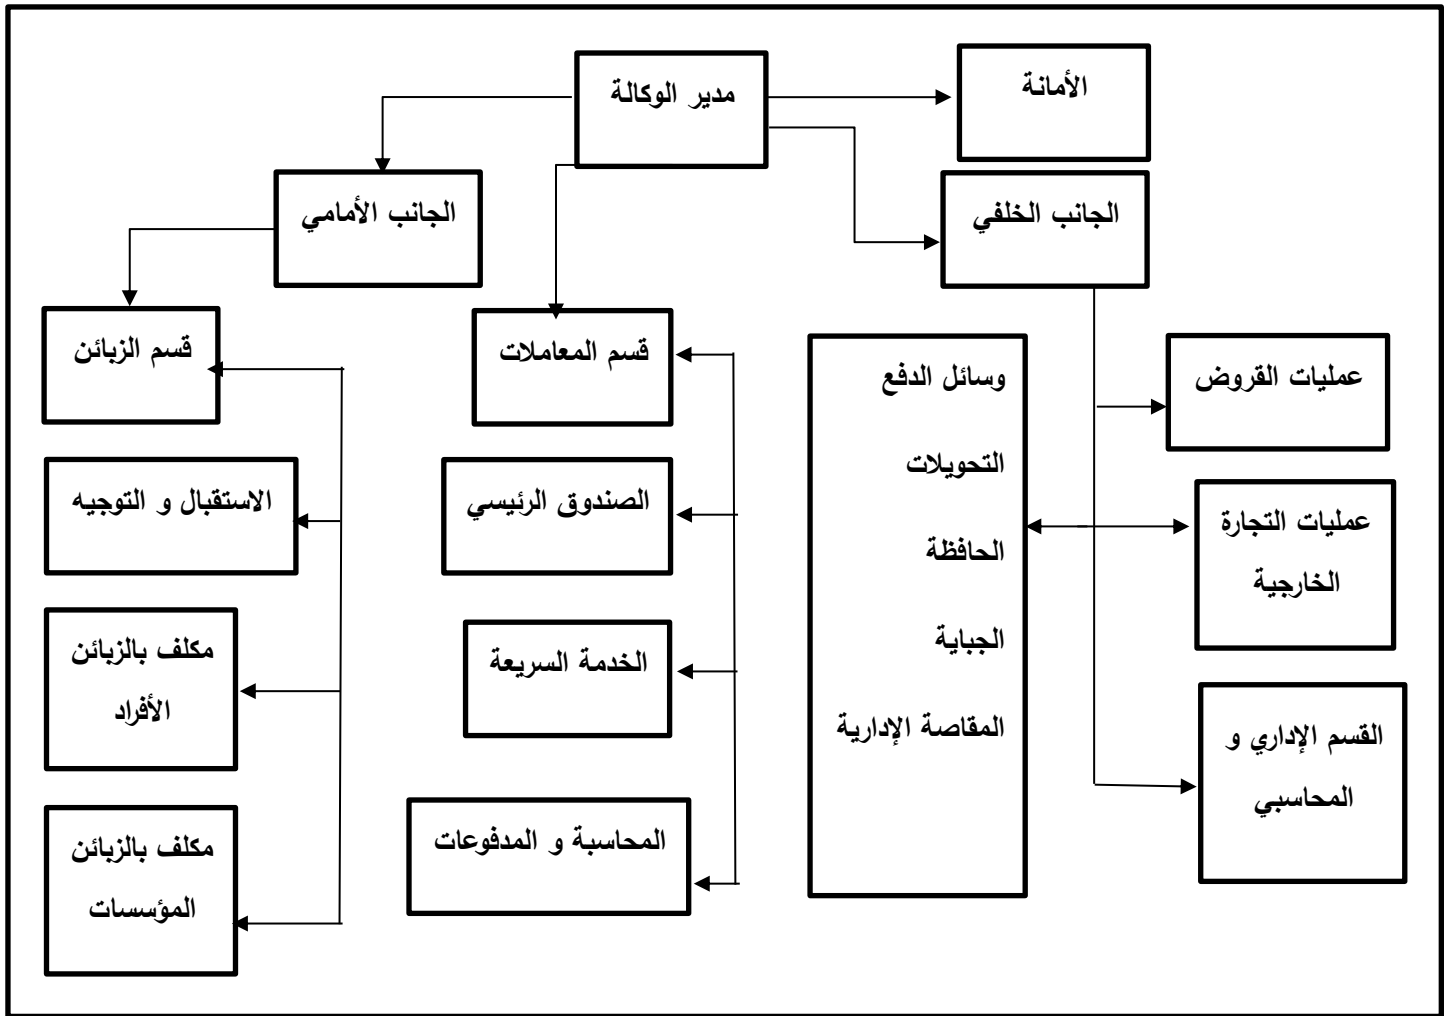 الأمانة
مدير الوكالة
الجانب الخلفي
الجانب الأمامي
عمليات القروض
وسائل الدفع
قسم المعاملات
قسم الزبائن
التحويلات
الصندوق الرئيسي
الاستقبال و التوجيه
عمليات التجارة
الخارجية
الحافظة
الجباية
الخدمة السريعة
مكلف بالزبائن
الأفراد
القسم الإداري و
المحاسبي
المقاصة الإدارية
المحاسبة و المدفوعات
مكلف بالزبائن
المؤسسات